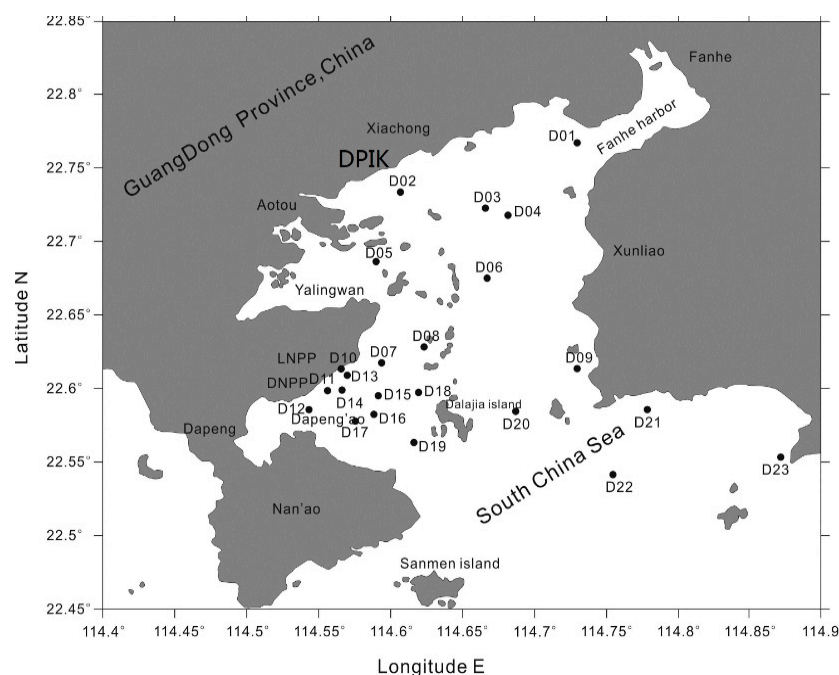 22.85°
GuangDong Province,China
Fanhe
22.8°
Fanhe harbor
Xiachong
D01
DPIK
22.75°
D02
D03
Aotou
D04
22.7°
D05
Xunliao
D06
Yalingwan
Latitude N
22.65°
D08
LNPP
D10
D07
D09
DNPP
D11
D13
22.6°
D15
D18
D14
D12
Dalajia island
Dapeng'ao
D16
D20
D21
Dapeng
D17
D19
South China Sea
22.55°
D23
D22
Nan'ao
22.5°
Sanmen island
22.45°
114.4° 114.45° 114.5° 114.55° 114.6° 114.65° 114.7° 114.75° 114.8° 114.85° 114.9
Longitude E